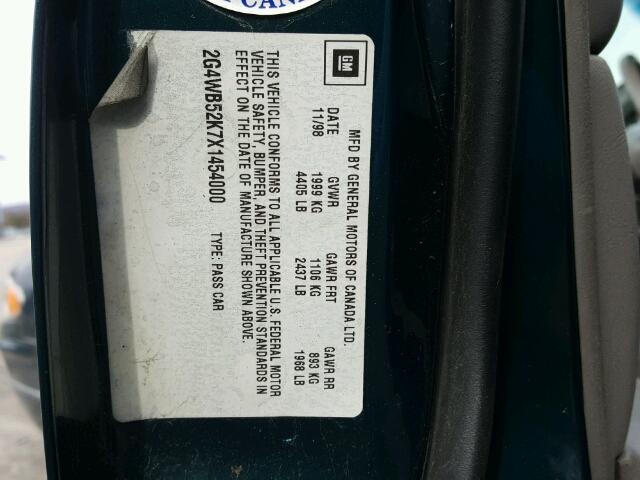 GM
MFD BY GENERAL MOTORS OF CANADA LTD.
DATE GVWR GAWR FRT GAWR RR
11/98 1999 KG 1106 KG 893 KG
4405 LB 2437 LB 1968 LB
THIS VEHICLE CONFORMS TO ALL APPLICABLE U.S. FEDERAL MOTOR
VEHICLE SAFETY, BUMPER, AND THEFT PREVENTION STANDARDS IN
EFFECT ON THE DATE OF MANUFACTURE SHOWN ABOVE.
2G4WB52K7X1454000 TYPE: PASS CAR